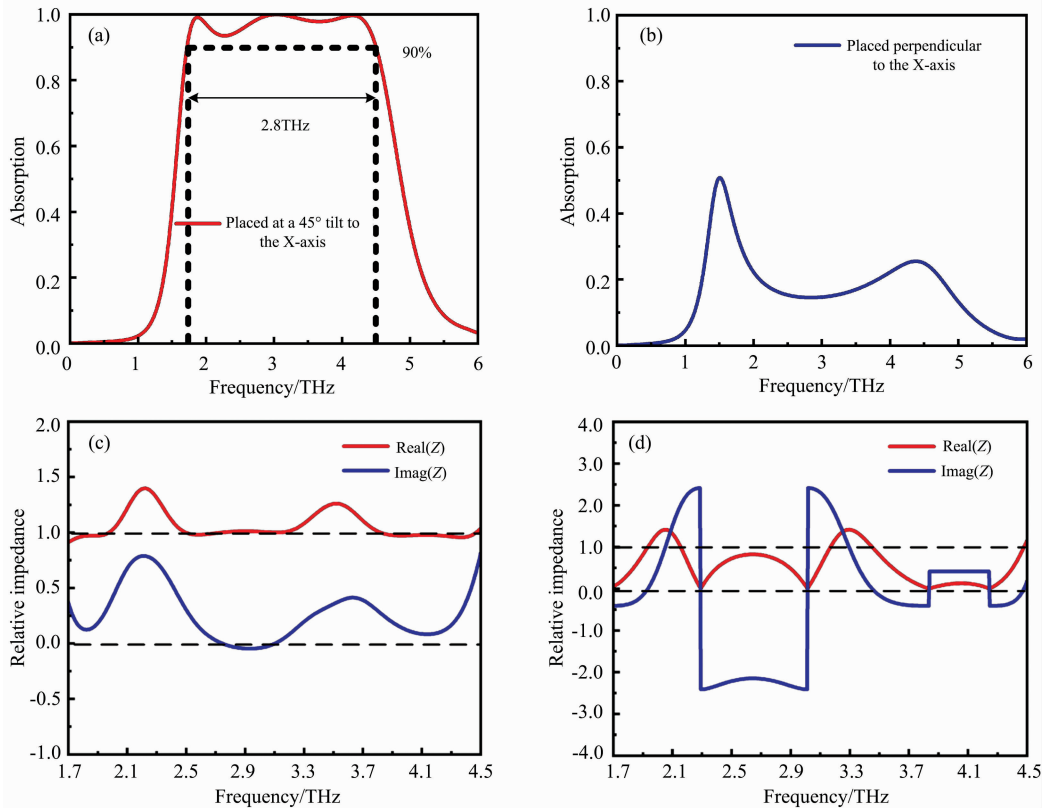 (a)
90%
2.8THz
Placed at a 45° tilt to
the X-axis
1.0
0.8
0.6
0.4
0.2
0.0
Absorption
0 1 2 3 4 5 6
Frequency/THz
(b)
Placed perpendicular
to the X-axis
1.0
0.8
0.6
0.4
0.2
0.0
Absorption
0 1 2 3 4 5 6
Frequency/THz
(c)
Real(Z)
Imag(Z)
2.0
1.5
1.0
0.5
0.0
-0.5
-1.0
Relative impedance
1.7 2.1 2.5 2.9 3.3 3.7 4.1 4.5
Frequency/THz
(d)
Real(Z)
Imag(Z)
4.0
3.0
2.0
1.0
0.0
-1.0
-2.0
-3.0
-4.0
Relative impedance
1.7 2.1 2.5 2.9 3.3 3.7 4.1 4.5
Frequency/THz